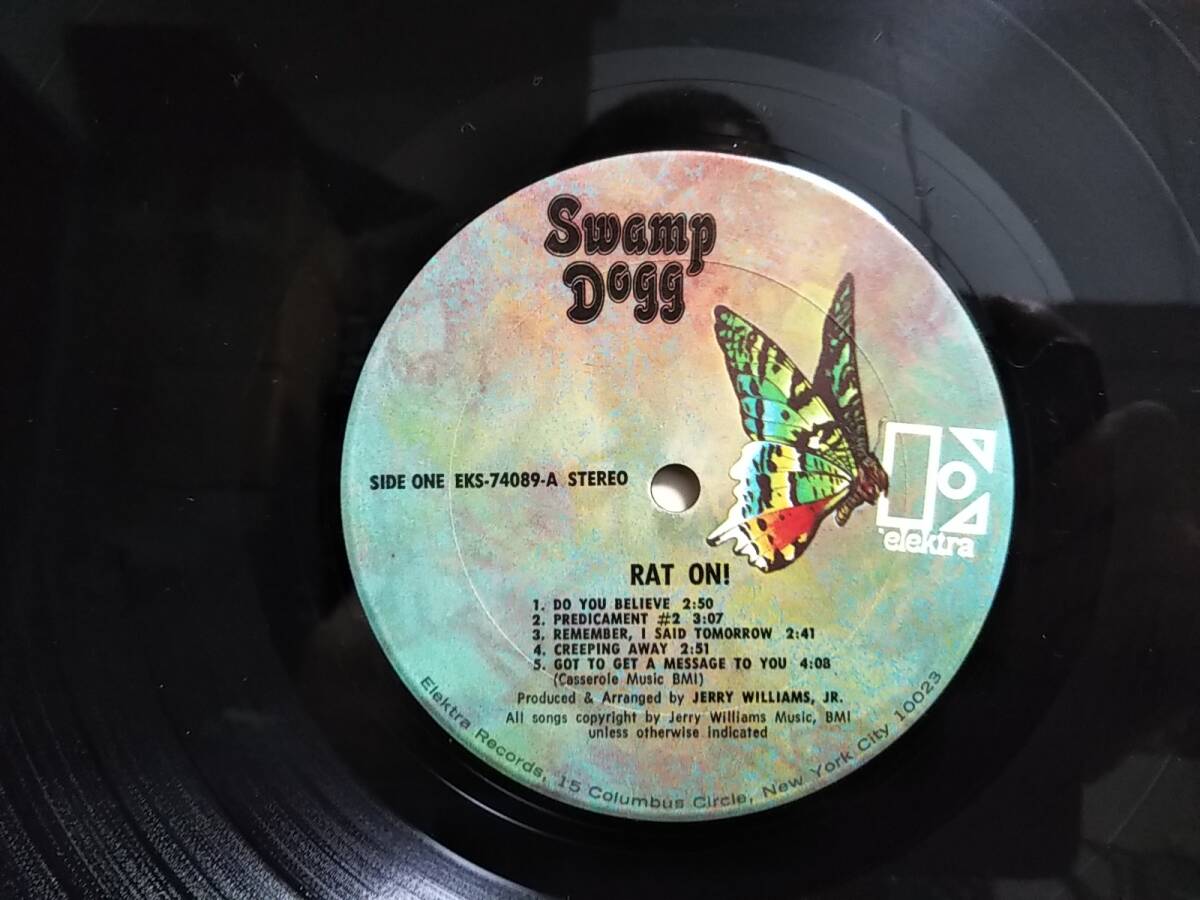 Swamp
Dogg
SIDE ONE EKS-74089-A STEREO
elektra
RAT ON!
1. DO YOU BELIEVE 2:50
2. PREDICAMENT #2 3:07
3. REMEMBER, I SAID TOMORROW 2:41
4. CREEPING AWAY 2:51
5. GOT TO GET A MESSAGE TO YOU 4:08
(Casserole Music BMI)
Produced & Arranged by JERRY WILLIAMS, JR.
All songs copyright by Jerry Williams Music, BMI
unless otherwise indicated
Elektra Records, 15 Columbus Circle, New York City 10023